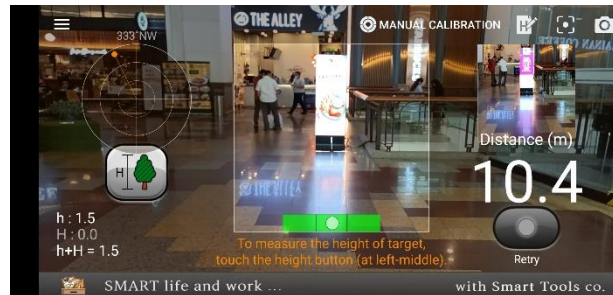 THE ALLEY
MANUAL CALIBRATION
333°NW
Distance (m)
10.4
H
h : 1.5
H : 0.0
h+H = 1.5
THE ALLEY
To measure the height of target,
touch the height button (at left-middle).
Retry
SMART life and work ...
with Smart Tools co.